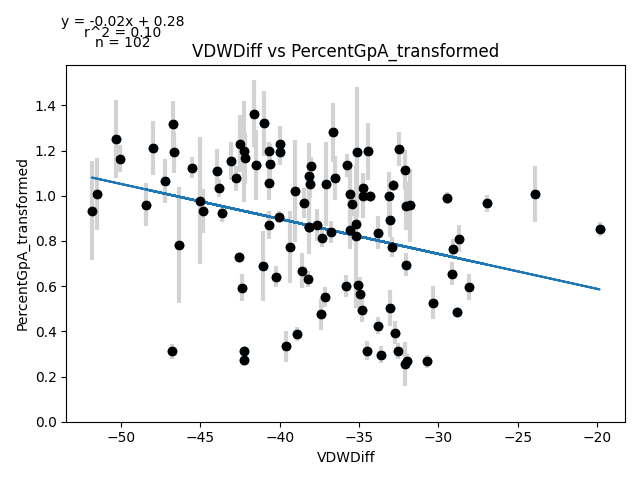 y = -0.02x + 0.28
r^2 = 0.10
n = 102
VDWDiff vs PercentGpA_transformed
PercentGpA_transformed
1.4
1.2
1.0
0.8
0.6
0.4
0.2
0.0
−50
−45
−40
−35
−30
−25
−20
VDWDiff